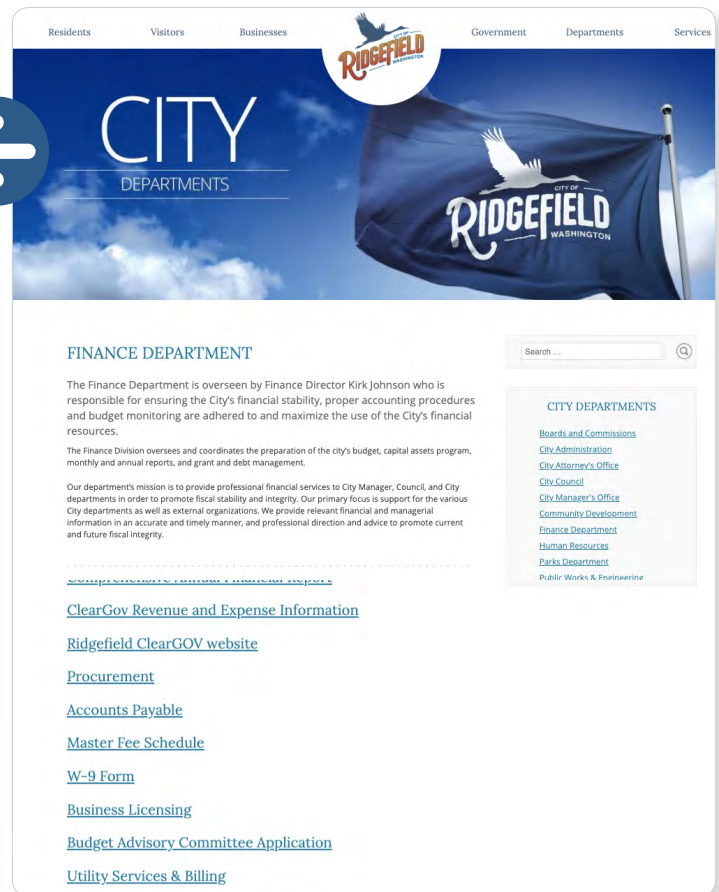 Residents Visitors Businesses Government Departments Services
CITY OF
RIDGEFIELD
WASHINGTON
CITY
DEPARTMENTS
CITY OF
RIDGEFIELD
WASHINGTON
FINANCE DEPARTMENT
Search ...
The Finance Department is overseen by Finance Director Kirk Johnson who is
responsible for ensuring the City's financial stability, proper accounting procedures
and budget monitoring are adhered to and maximize the use of the City's financial
resources.
The Finance Division oversees and coordinates the preparation of the city's budget, capital assets program,
monthly and annual reports, and grant and debt management.
Our department's mission is to provide professional financial services to City Manager, Council, and City
departments in order to promote fiscal stability and integrity. Our primary focus is support for the various
City departments as well as external organizations. We provide relevant financial and managerial
information in an accurate and timely manner, and professional direction and advice to promote current
and future fiscal integrity.
CITY DEPARTMENTS
Boards and Commissions
City Administration
City Attorney's Office
City Council
City Manager's Office
Community Development
Finance Department
Human Resources
Parks Department
Public Works & Engineering
Comprehensive Annual Financial Report
ClearGov Revenue and Expense Information
Ridgefield ClearGOV website
Procurement
Accounts Payable
Master Fee Schedule
W-9 Form
Business Licensing
Budget Advisory Committee Application
Utility Services & Billing